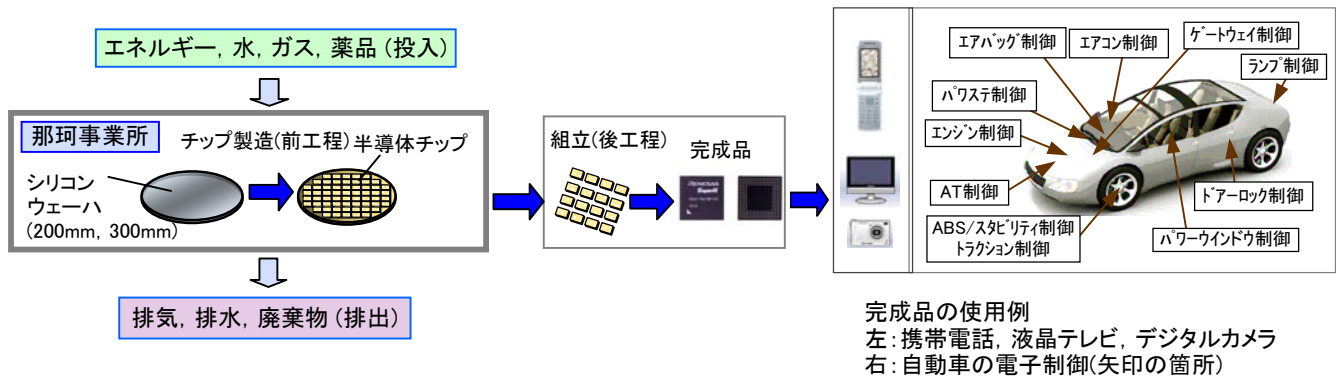 エネルギー, 水, ガス, 薬品 (投入)
那珂事業所
チップ製造(前工程)
半導体チップ
シリコン
ウェーハ
(200mm, 300mm)
排気, 排水, 廃棄物 (排出)
組立(後工程)
完成品
RENESAS
SuperH
エアバッグ制御
エアコン制御
ゲートウェイ制御
ランプ制御
パワステ制御
エンジン制御
AT制御
ABS/スタビリティ制御
トラクション制御
パワーウインドウ制御
ドアーロック制御
完成品の使用例
左:携帯電話, 液晶テレビ, デジタルカメラ
右:自動車の電子制御(矢印の箇所)